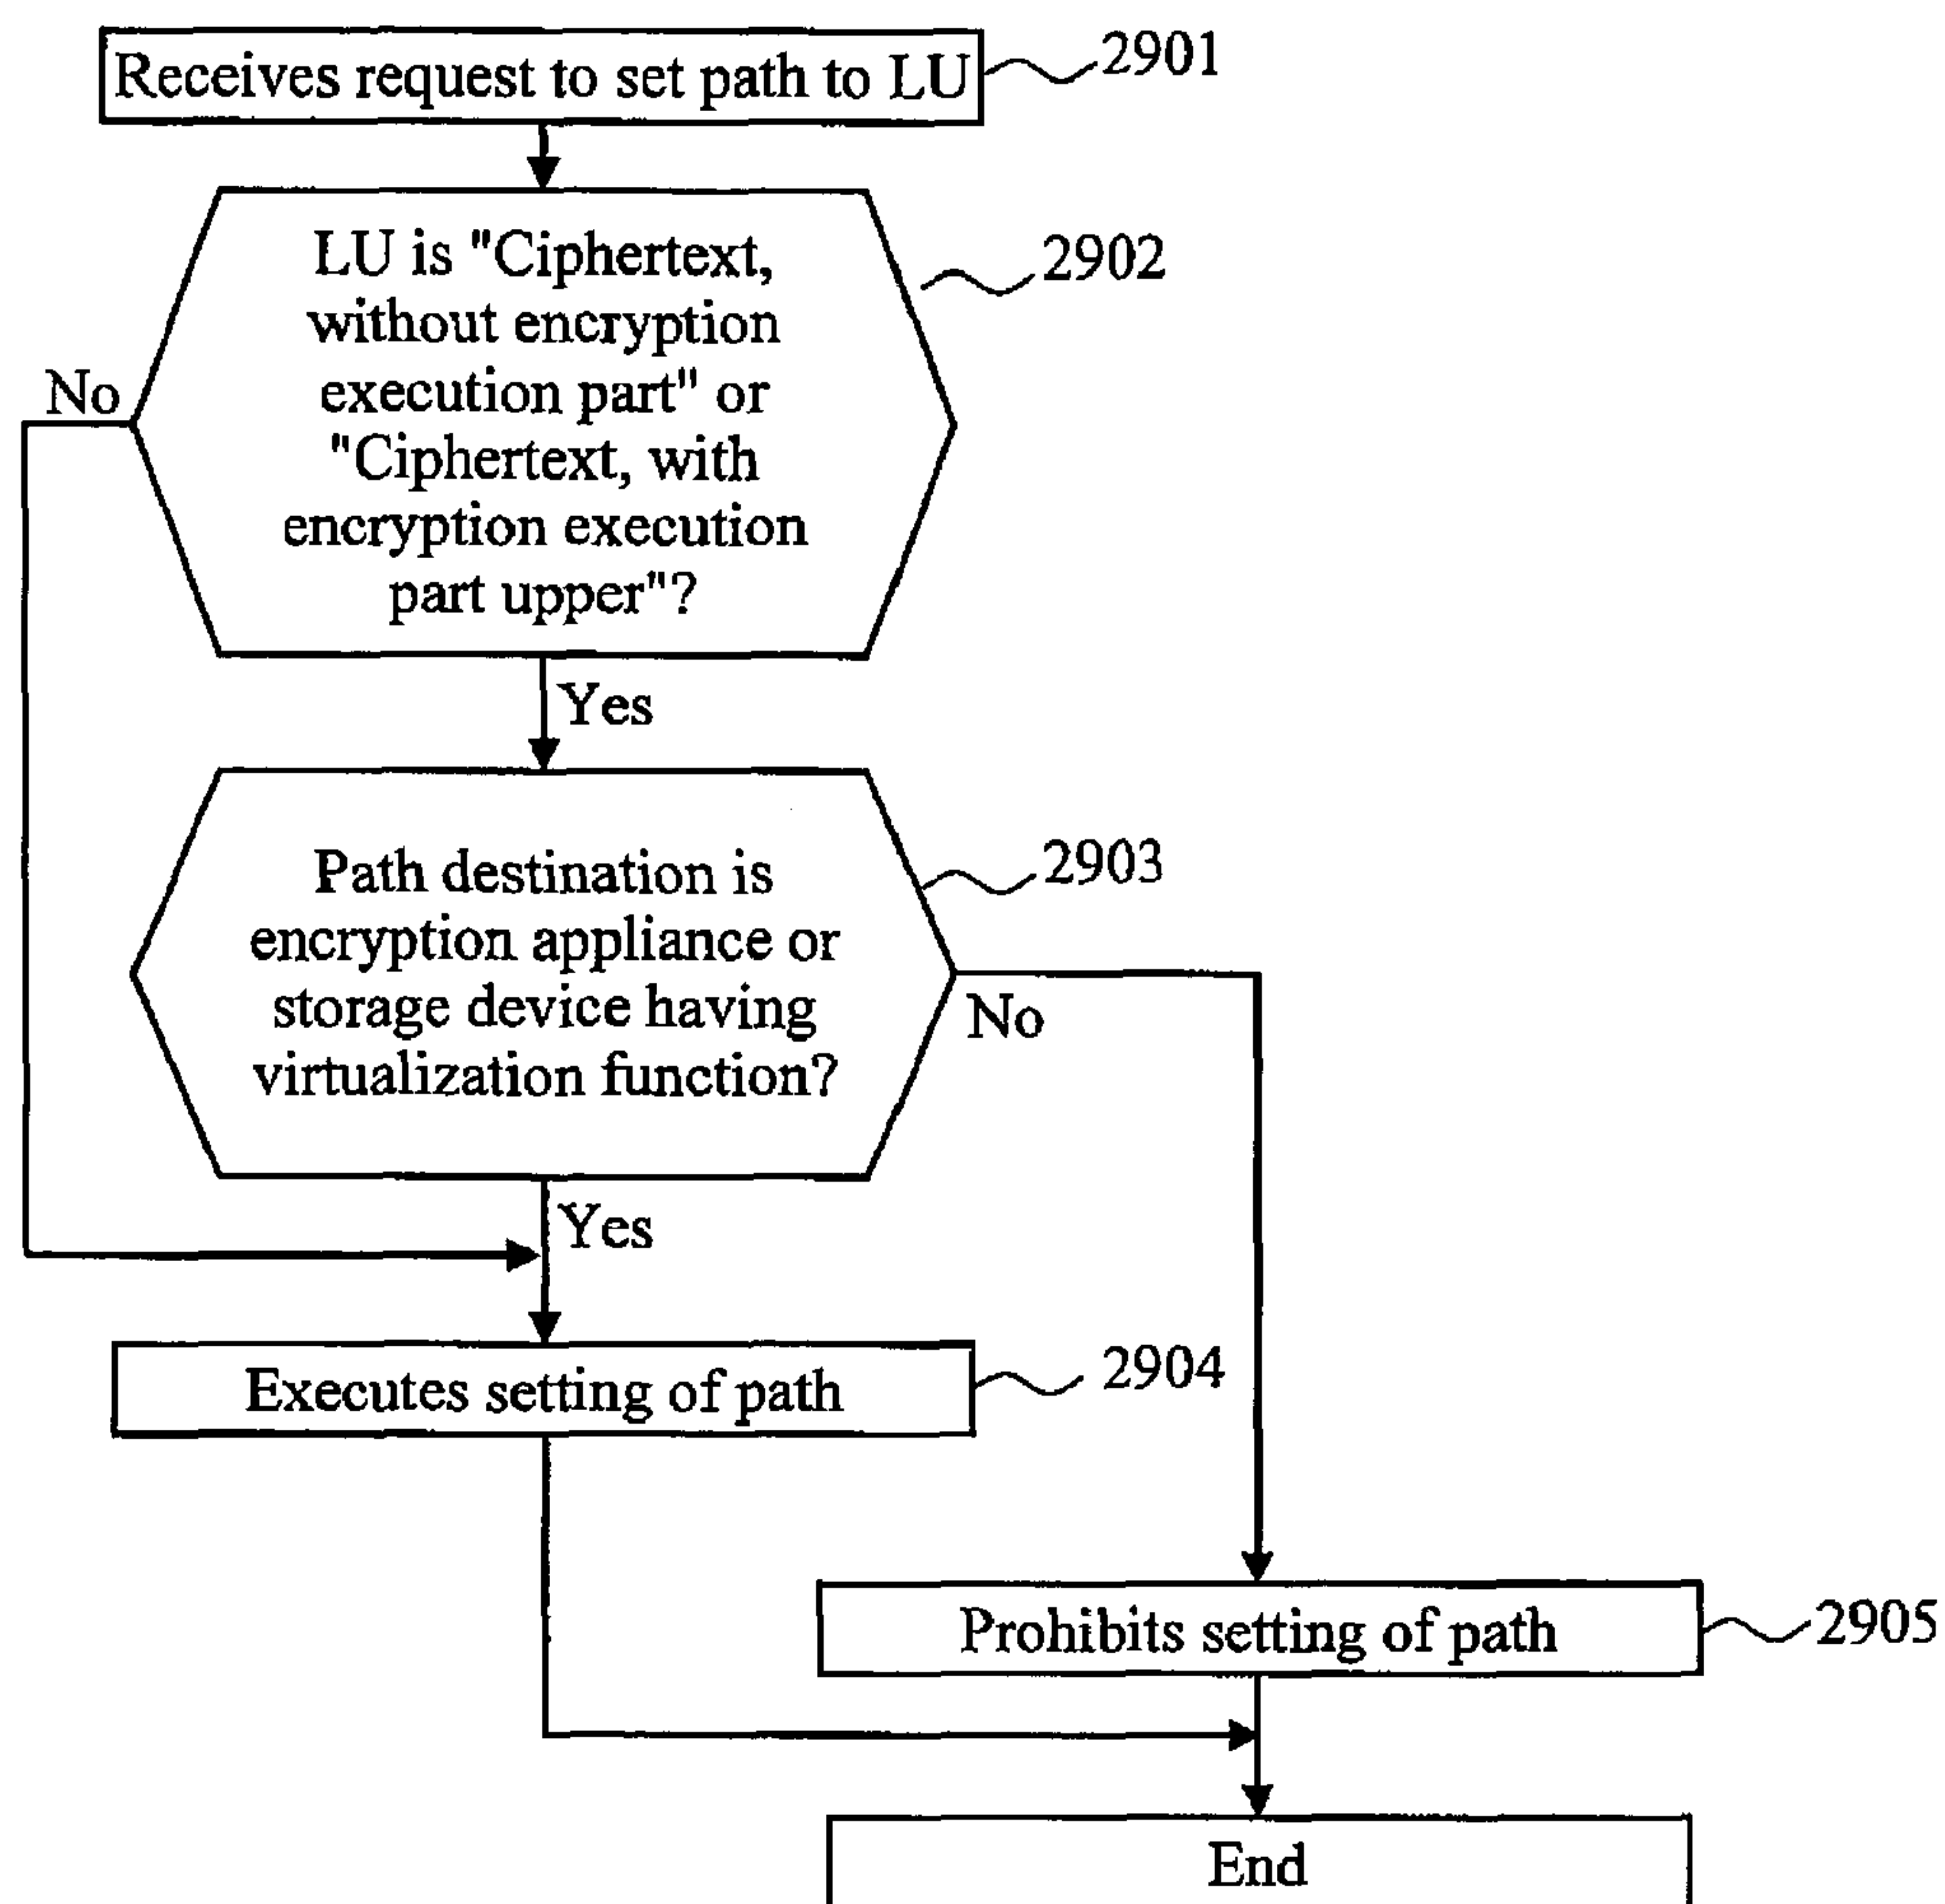 Receives request to set path to LU
2901
LU is "Ciphertext,
without encryption
execution part" or
"Ciphertext, with
encryption execution
part upper"?
2902
No
Yes
Path destination is
encryption appliance or
storage device having
virtualization function?
2903
No
Yes
Executes setting of path
2904
Prohibits setting of path
2905
End